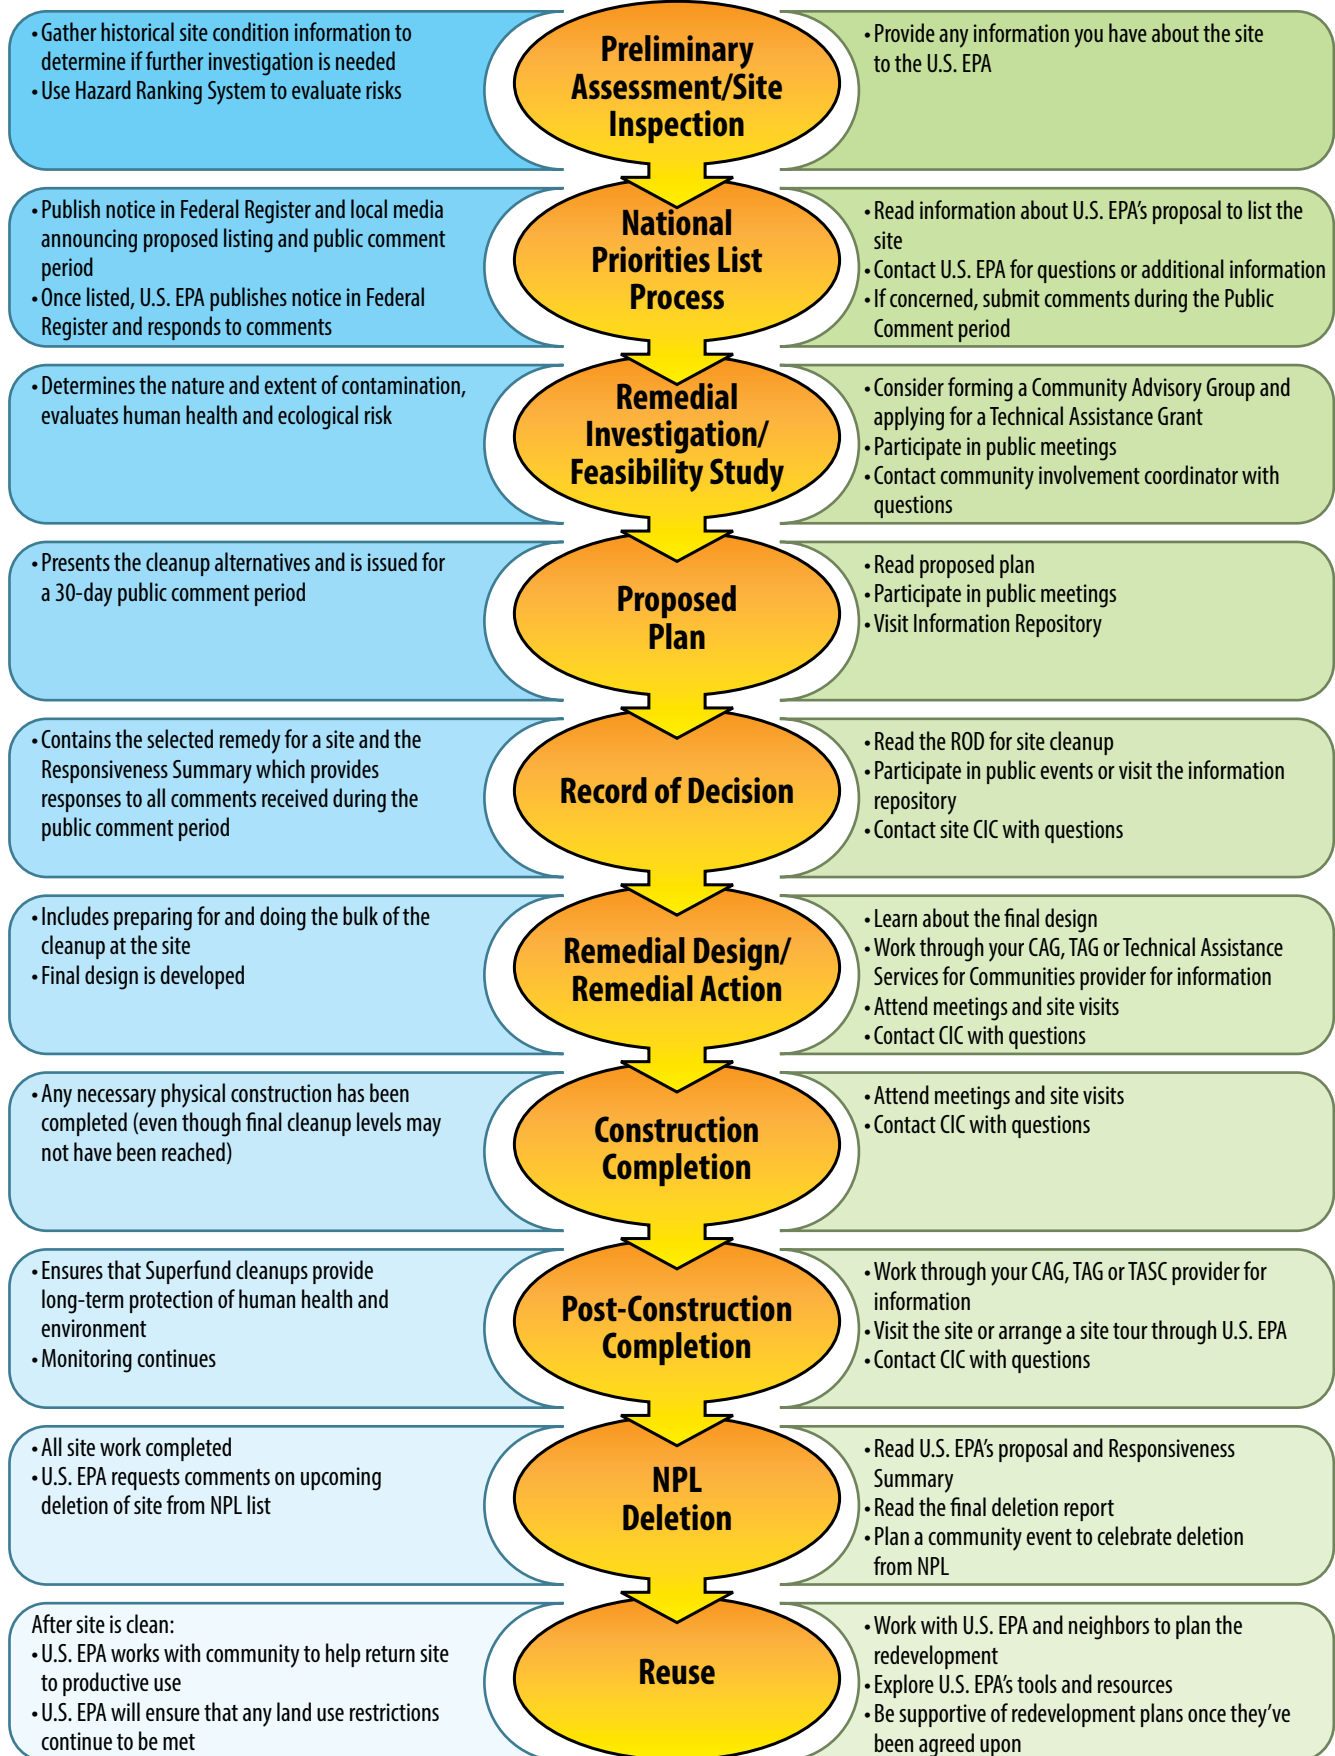 • Gather historical site condition information to
determine if further investigation is needed
• Use Hazard Ranking System to evaluate risks
Preliminary
Assessment/Site
Inspection
• Provide any information you have about the site
to the U.S. EPA
• Publish notice in Federal Register and local media
announcing proposed listing and public comment
period
• Once listed, U.S. EPA publishes notice in Federal
Register and responds to comments
National
Priorities List
Process
• Read information about U.S. EPA's proposal to list the
site
• Contact U.S. EPA for questions or additional information
• If concerned, submit comments during the Public
Comment period
• Determines the nature and extent of contamination,
evaluates human health and ecological risk
Remedial
Investigation/
Feasibility Study
• Consider forming a Community Advisory Group and
applying for a Technical Assistance Grant
• Participate in public meetings
• Contact community involvement coordinator with
questions
• Presents the cleanup alternatives and is issued for
a 30-day public comment period
Proposed
Plan
• Read proposed plan
• Participate in public meetings
• Visit Information Repository
• Contains the selected remedy for a site and the
Responsiveness Summary which provides
responses to all comments received during the
public comment period
Record of Decision
• Read the ROD for site cleanup
• Participate in public events or visit the information
repository
• Contact site CIC with questions
• Includes preparing for and doing the bulk of the
cleanup at the site
• Final design is developed
Remedial Design/
Remedial Action
• Learn about the final design
• Work through your CAG, TAG or Technical Assistance
Services for Communities provider for information
• Attend meetings and site visits
• Contact CIC with questions
• Any necessary physical construction has been
completed (even though final cleanup levels may
not have been reached)
Construction
Completion
• Attend meetings and site visits
• Contact CIC with questions
• Ensures that Superfund cleanups provide
long-term protection of human health and
environment
• Monitoring continues
Post-Construction
Completion
• Work through your CAG, TAG or TASC provider for
information
• Visit the site or arrange a site tour through U.S. EPA
• Contact CIC with questions
• All site work completed
• U.S. EPA requests comments on upcoming
deletion of site from NPL list
NPL
Deletion
• Read U.S. EPA's proposal and Responsiveness
Summary
• Read the final deletion report
• Plan a community event to celebrate deletion
from NPL
After site is clean:
• U.S. EPA works with community to help return site
to productive use
• U.S. EPA will ensure that any land use restrictions
continue to be met
Reuse
• Work with U.S. EPA and neighbors to plan the
redevelopment
• Explore U.S. EPA's tools and resources
• Be supportive of redevelopment plans once they've
been agreed upon